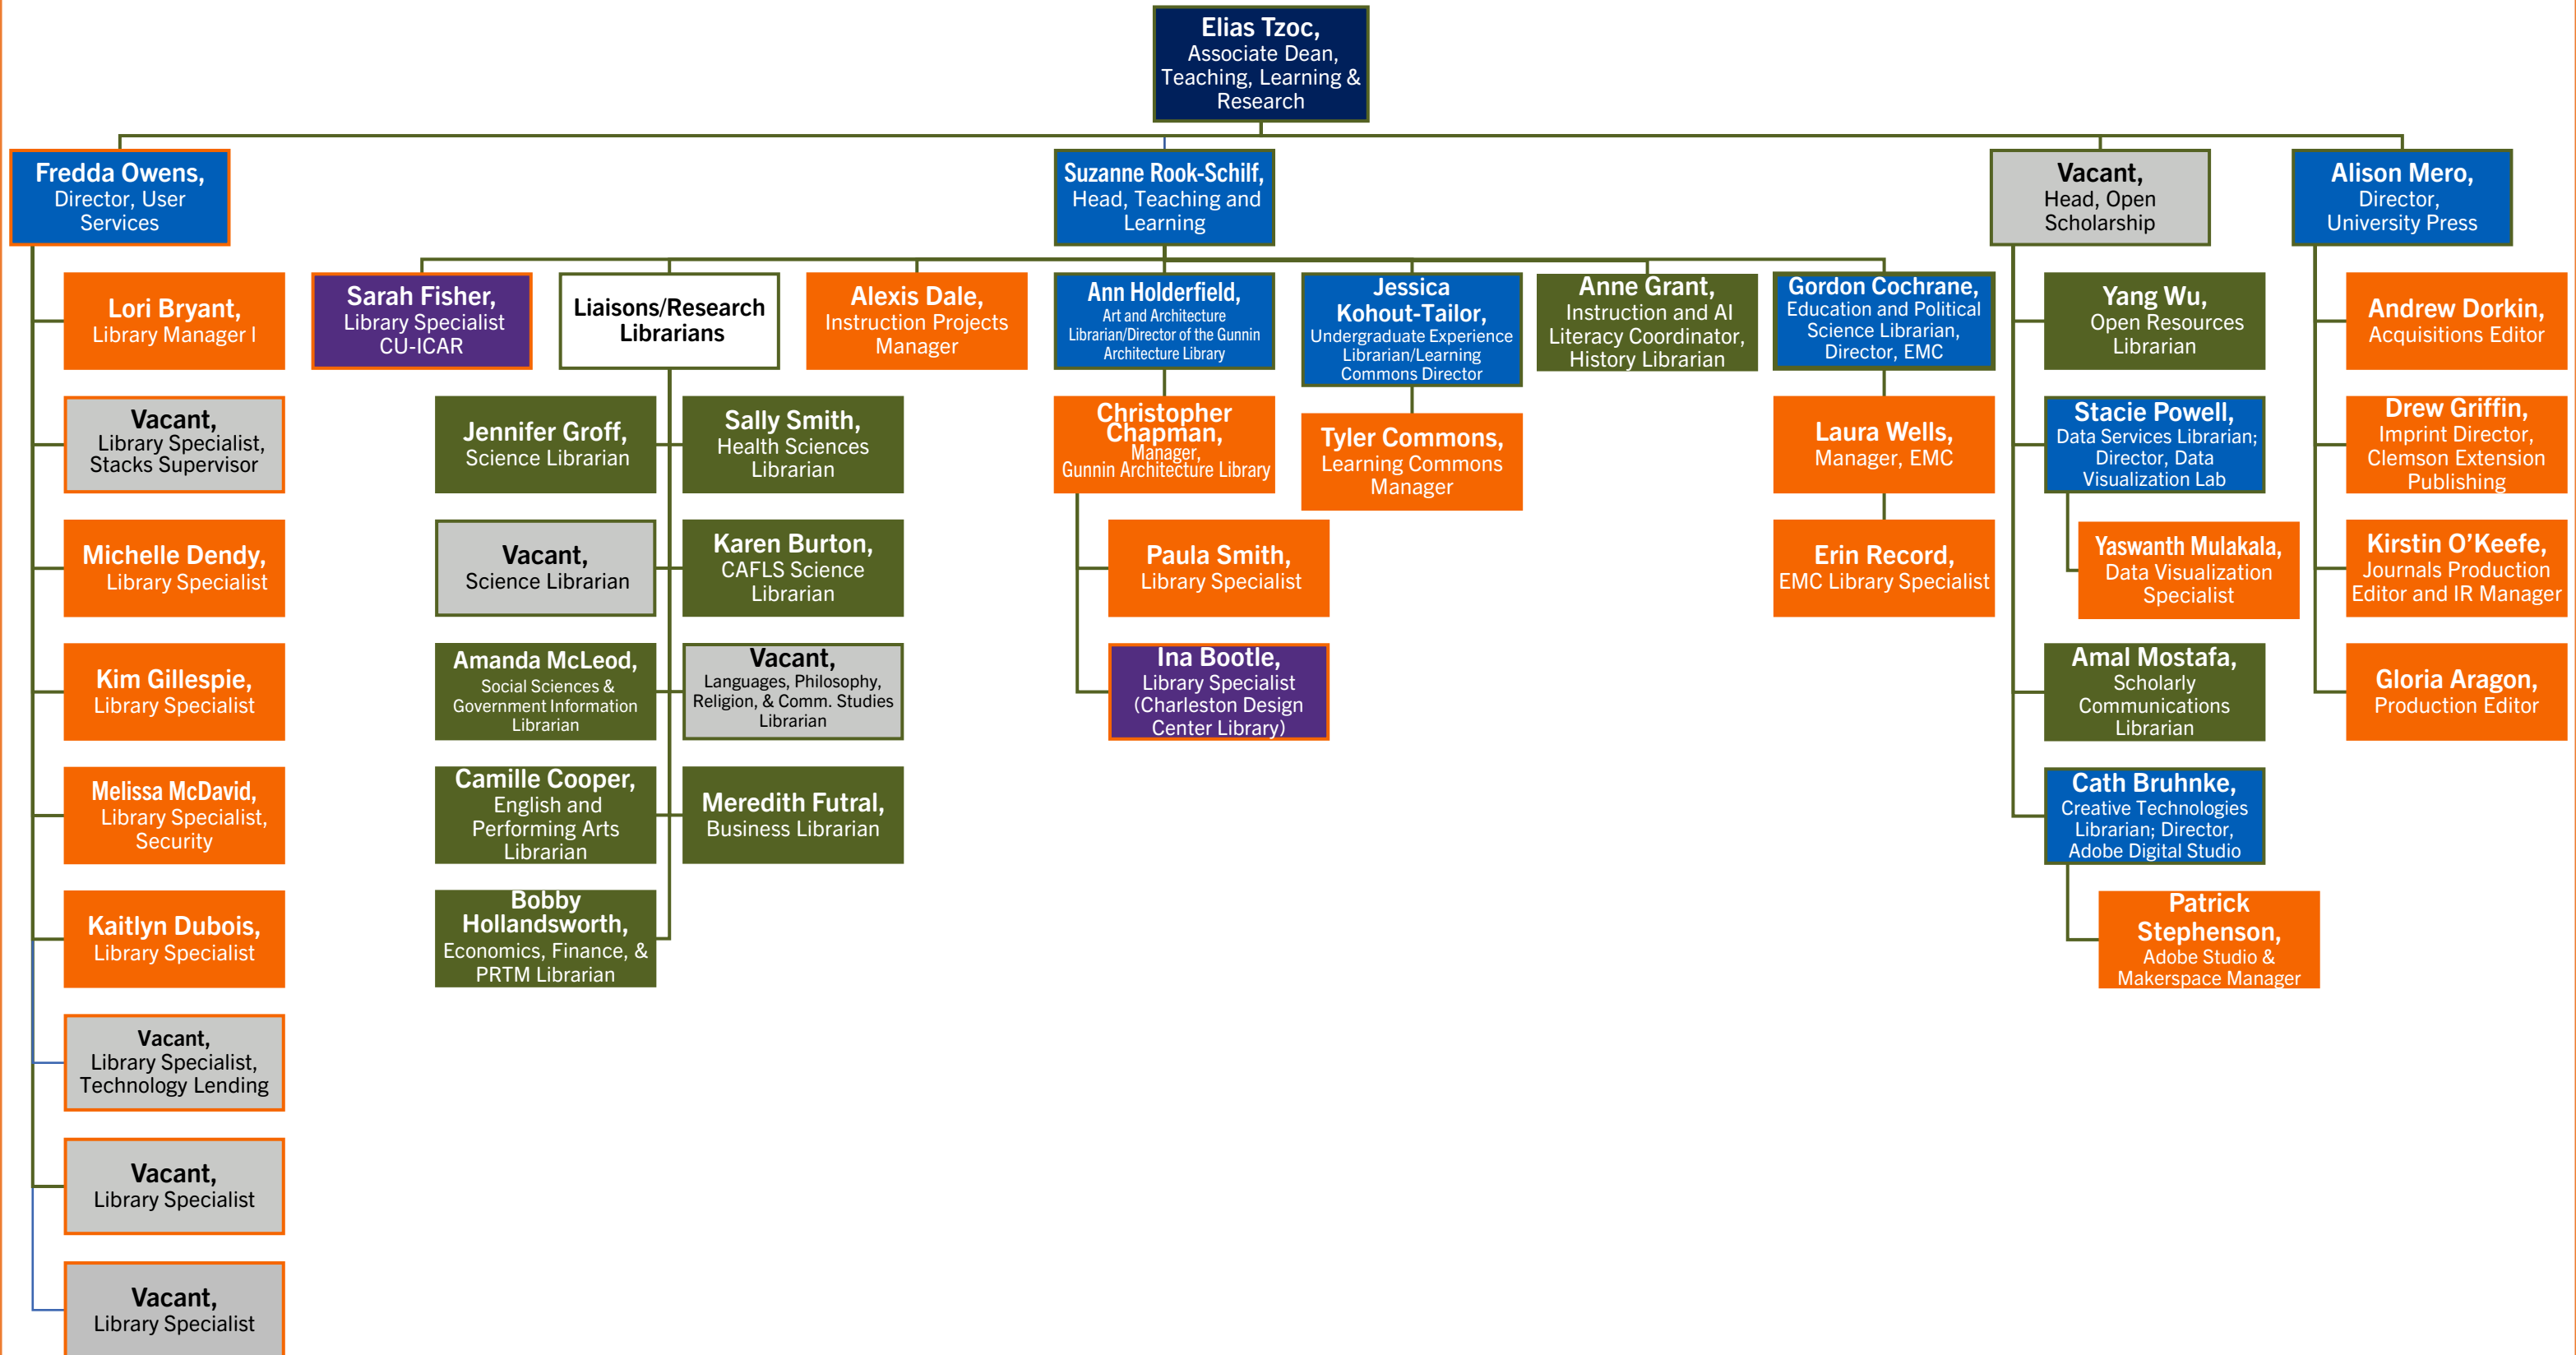 Elias Tzoc,
Associate Dean,
Teaching, Learning &
Research
Fredda Owens,
Director, User
Services
Suzanne Rook-Schilf,
Head, Teaching and
Learning
Vacant,
Head, Open
Scholarship
Alison Mero,
Director,
University Press
Lori Bryant,
Library Manager I
Vacant,
Library Specialist,
Stacks Supervisor
Michelle Dendy,
Library Specialist
Kim Gillespie,
Library Specialist
Melissa McDavid,
Library Specialist,
Security
Kaitlyn Dubois,
Library Specialist
Vacant,
Library Specialist,
Technology Lending
Vacant,
Library Specialist
Vacant,
Library Specialist
Sarah Fisher,
Library Specialist
CU-ICAR
Liaisons/Research
Librarians
Jennifer Groff,
Science Librarian
Sally Smith,
Health Sciences
Librarian
Vacant,
Science Librarian
Karen Burton,
CAFLS Science
Librarian
Amanda McLeod,
Social Sciences &
Government Information
Librarian
Vacant,
Languages, Philosophy,
Religion, & Comm. Studies
Librarian
Camille Cooper,
English and
Performing Arts
Librarian
Meredith Futral,
Business Librarian
Bobby
Hollandsworth,
Economics, Finance, &
PRTM Librarian
Alexis Dale,
Instruction Projects
Manager
Ann Holderfield,
Art and Architecture
Librarian/Director of the Gunnin
Architecture Library
Christopher
Chapman,
Manager,
Gunnin Architecture Library
Paula Smith,
Library Specialist
Ina Bootle,
Library Specialist
(Charleston Design
Center Library)
Jessica
Kohout-Tailor,
Undergraduate Experience
Librarian/Learning
Commons Director
Tyler Commons,
Learning Commons
Manager
Anne Grant,
Instruction and AI
Literacy Coordinator,
History Librarian
Gordon Cochrane,
Education and Political
Science Librarian,
Director, EMC
Laura Wells,
Manager, EMC
Erin Record,
EMC Library Specialist
Yang Wu,
Open Resources
Librarian
Stacie Powell,
Data Services Librarian;
Director, Data
Visualization Lab
Yaswanth Mulakala,
Data Visualization
Specialist
Amal Mostafa,
Scholarly
Communications
Librarian
Cath Bruhnke,
Creative Technologies
Librarian; Director,
Adobe Digital Studio
Patrick
Stephenson,
Adobe Studio &
Makerspace Manager
Andrew Dorkin,
Acquisitions Editor
Drew Griffin,
Imprint Director,
Clemson Extension
Publishing
Kirstin O’Keefe,
Journals Production
Editor and IR Manager
Gloria Aragon,
Production Editor